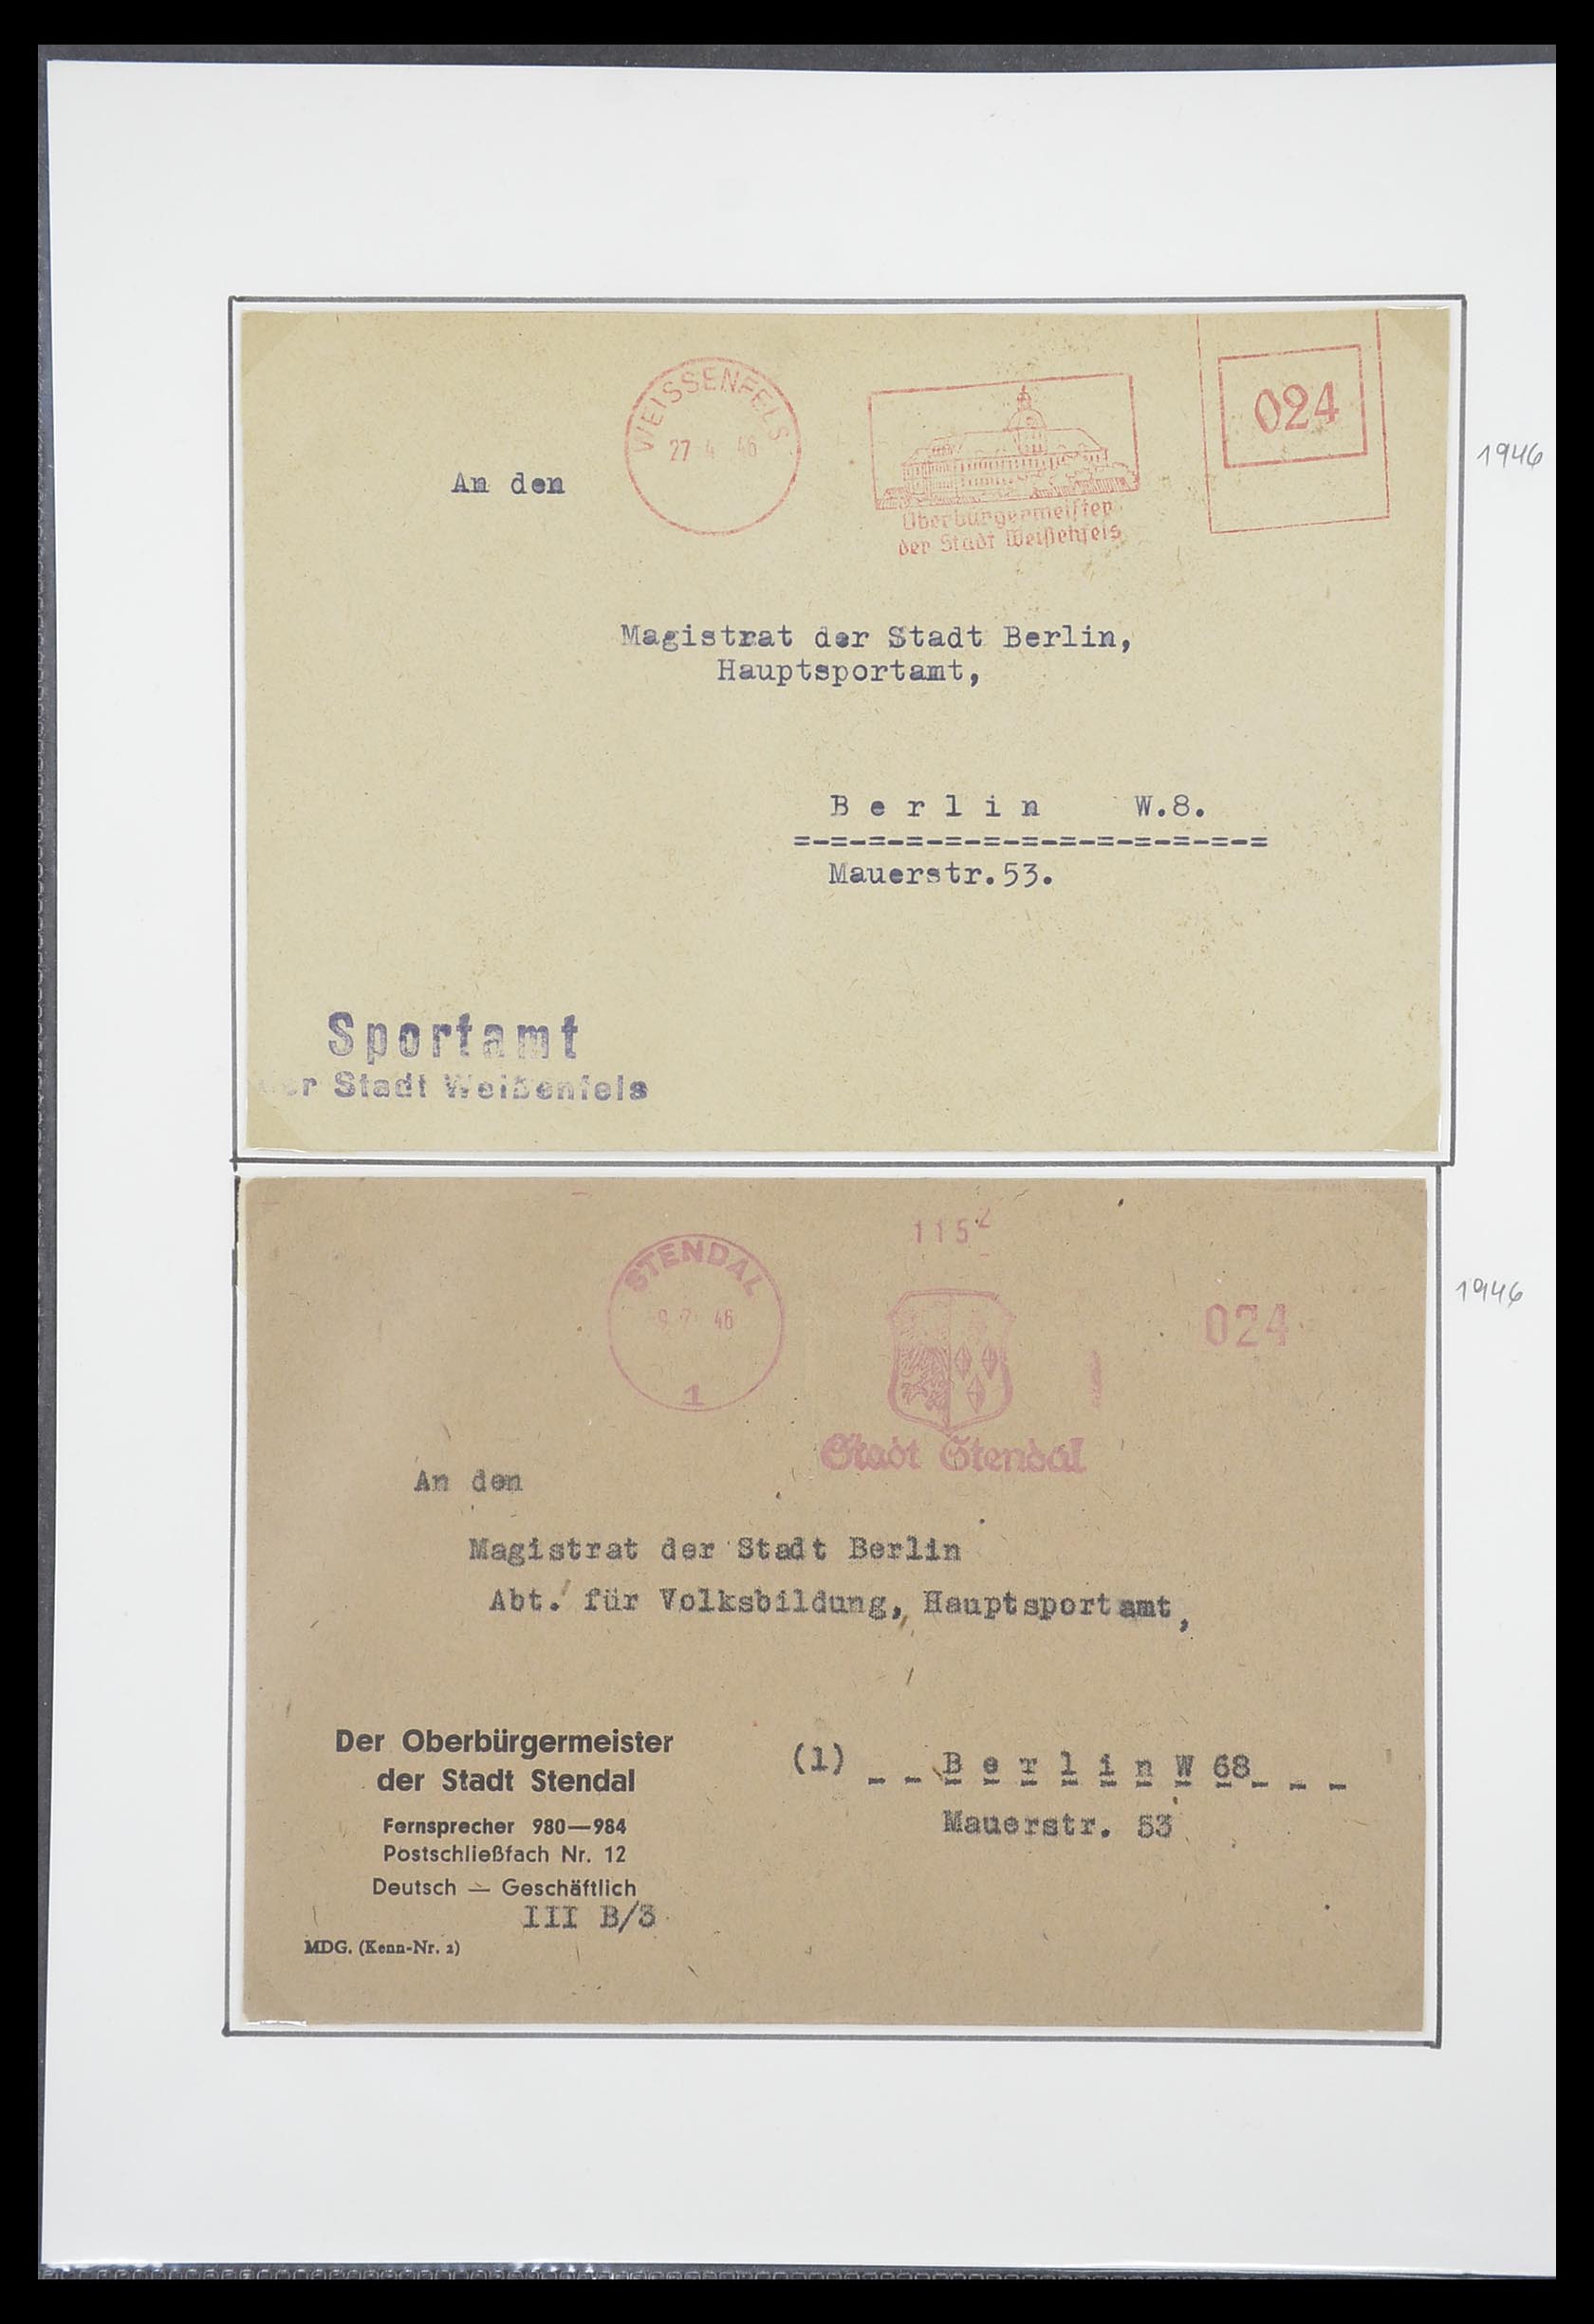 WEISSENFELS
27 4 46
024
1946
Oberbürgermeister
der Stadt Weißenfels
An den
Magistrat der Stadt Berlin,
Hauptsportamt,
Berlin W.8.
=-=-=-=-=-=-=-=-=-=-=-=-=
Mauerstr.53.
Sportamt
der Stadt Weißenfels
115
STENDAL
46
1
024
1946
Stadt Stendal
An den
Magistrat der Stadt Berlin
Abt. für Volksbildung, Hauptsportamt,
Der Oberbürgermeister
der Stadt Stendal
Fernsprecher 980—984
Postschließfach Nr. 12
Deutsch — Geschäftlich
III B/3
MDG. (Kenn-Nr. 2)
(1) Berlin W 68
Mauerstr. 53